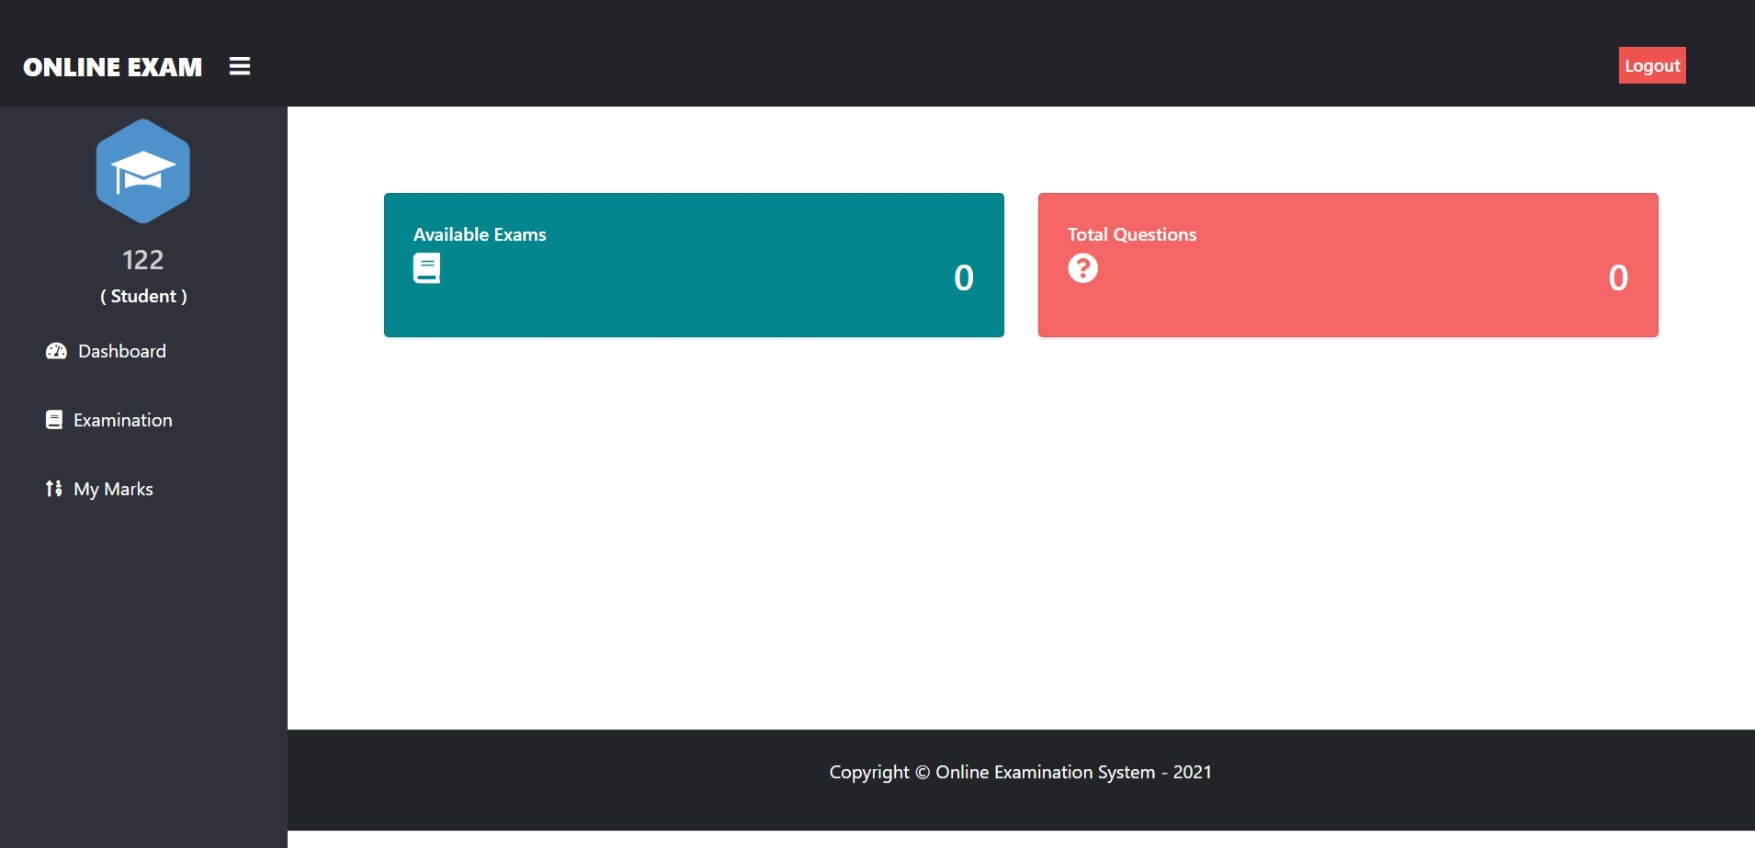 ONLINE EXAM
Logout
122
( Student )
Dashboard
Examination
My Marks
Available Exams
0
Total Questions
0
Copyright © Online Examination System - 2021